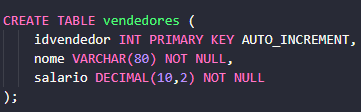 CREATE TABLE vendedores (
    idvendedor INT PRIMARY KEY AUTO_INCREMENT,
    nome VARCHAR(80) NOT NULL,
    salario DECIMAL(10,2) NOT NULL
);